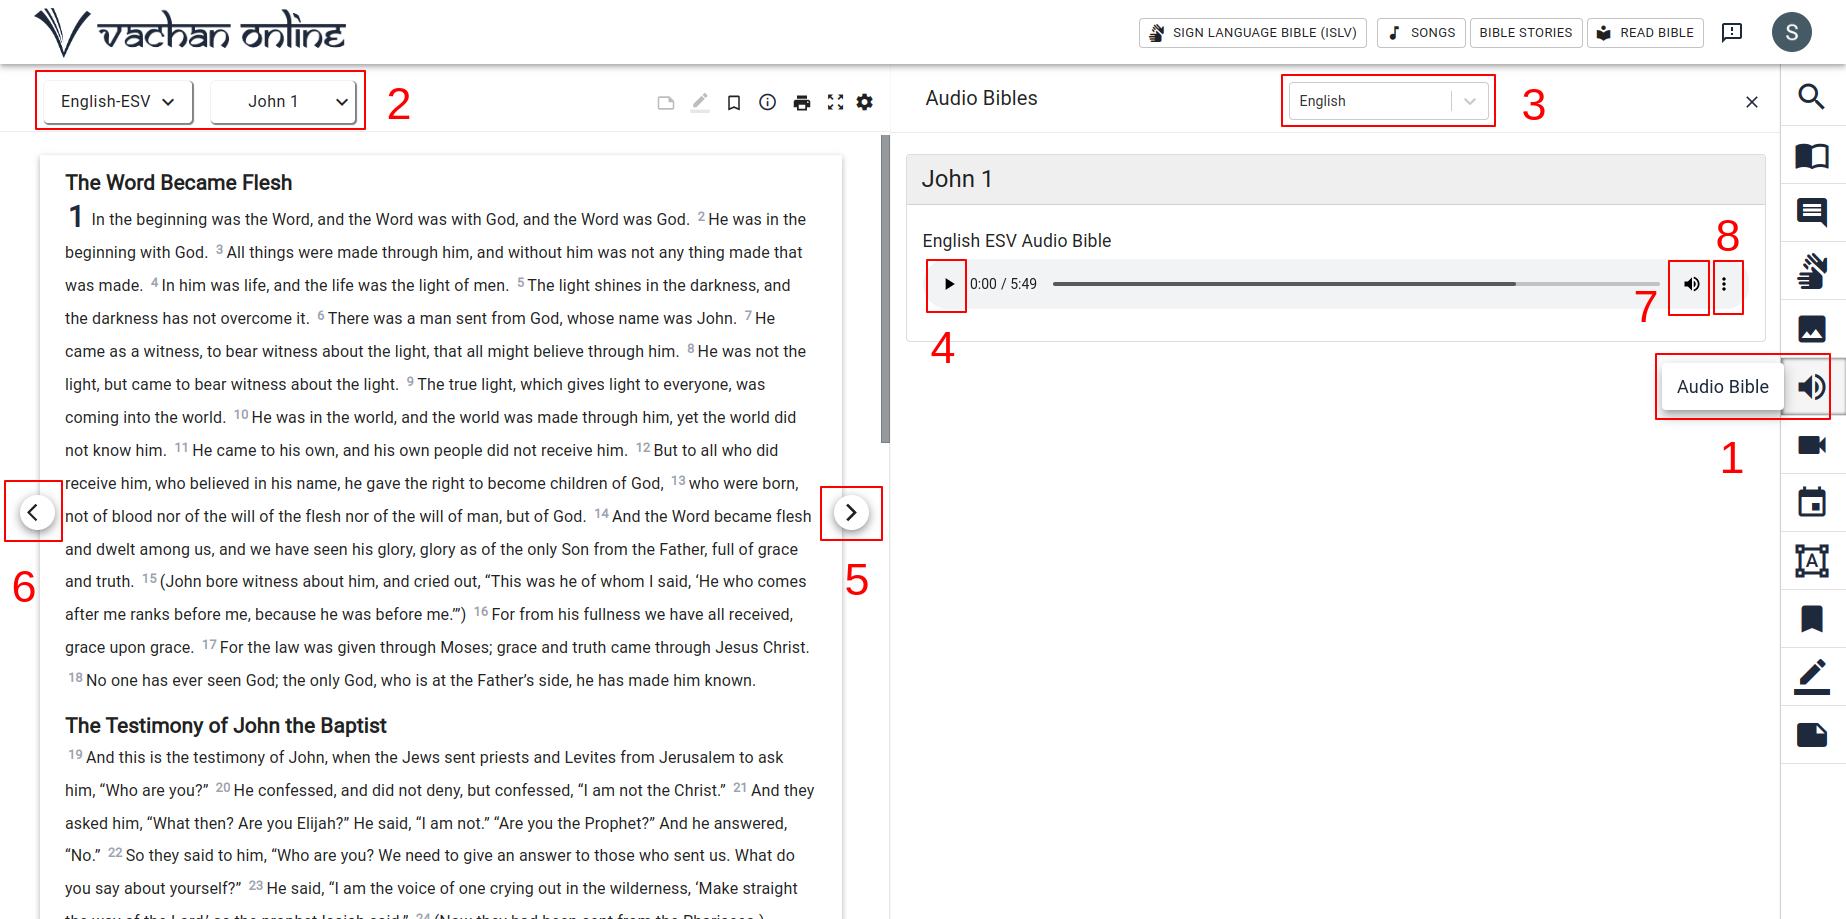 vachan online
SIGN LANGUAGE BIBLE (ISLV)
SONGS
BIBLE STORIES
READ BIBLE
S
English-ESV
John 1
2
The Word Became Flesh
1 In the beginning was the Word, and the Word was with God, and the Word was God. 2 He was in the
beginning with God. 3 All things were made through him, and without him was not any thing made that
was made. 4 In him was life, and the life was the light of men. 5 The light shines in the darkness, and
the darkness has not overcome it. 6 There was a man sent from God, whose name was John. 7 He
came as a witness, to bear witness about the light, that all might believe through him. 8 He was not the
light, but came to bear witness about the light. 9 The true light, which gives light to everyone, was
coming into the world. 10 He was in the world, and the world was made through him, yet the world did
not know him. 11 He came to his own, and his own people did not receive him. 12 But to all who did
receive him, who believed in his name, he gave the right to become children of God, 13 who were born,
not of blood nor of the will of the flesh nor of the will of man, but of God. 14 And the Word became flesh
and dwelt among us, and we have seen his glory, glory as of the only Son from the Father, full of grace
and truth. 15 (John bore witness about him, and cried out, “This was he of whom I said, ‘He who comes
after me ranks before me, because he was before me.’”) 16 For from his fullness we have all received,
grace upon grace. 17 For the law was given through Moses; grace and truth came through Jesus Christ.
18 No one has ever seen God; the only God, who is at the Father’s side, he has made him known.
The Testimony of John the Baptist
19 And this is the testimony of John, when the Jews sent priests and Levites from Jerusalem to ask
him, “Who are you?” 20 He confessed, and did not deny, but confessed, “I am not the Christ.” 21 And they
asked him, “What then? Are you Elijah?” He said, “I am not.” “Are you the Prophet?” And he answered,
“No.” 22 So they said to him, “Who are you? We need to give an answer to those who sent us. What do
you say about yourself?” 23 He said, “I am the voice of one crying out in the wilderness, ‘Make straight
the way of the Lord,’ as the prophet Isaiah said.” 24 (Now they had been sent from the Pharisees.)
6
5
Audio Bibles
English
3
John 1
English ESV Audio Bible
8
0:00 / 5:49
7
4
Audio Bible
1
A